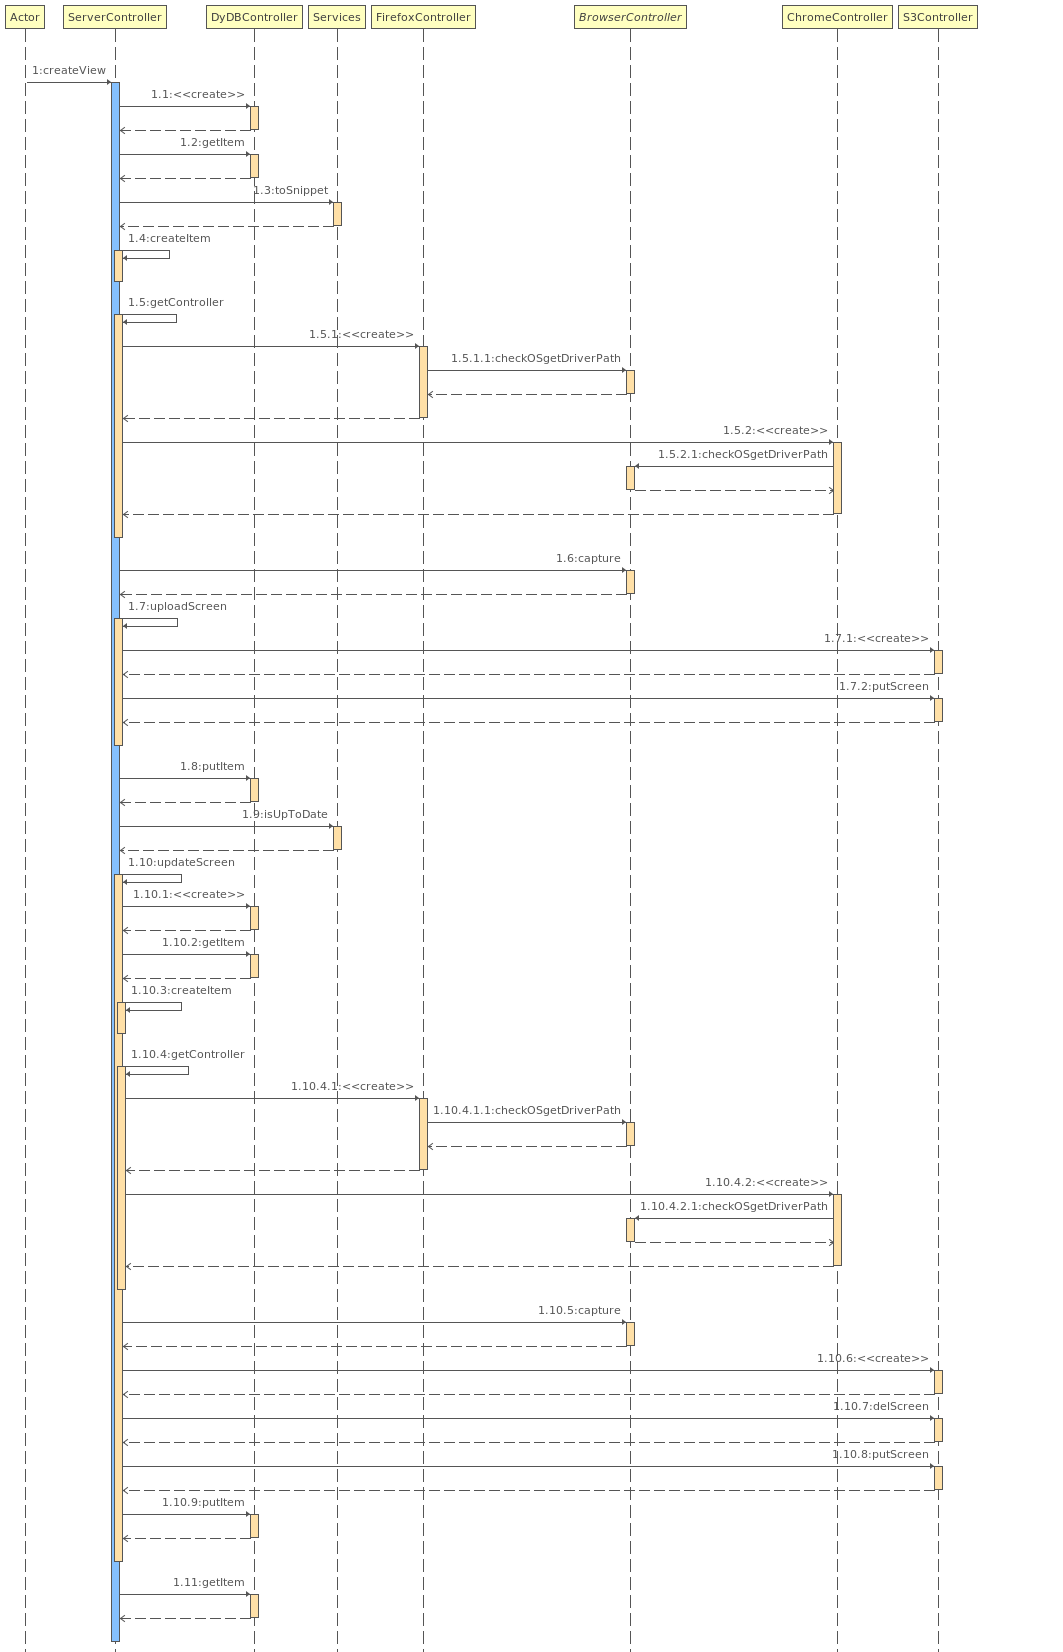 Actor
ServerController
DyDBController
Services
FirefoxController
BrowserController
ChromeController
S3Controller
1:createView
1.1:<<create>>
1.2:getItem
1.3:toSnippet
1.4:createItem
1.5:getController
1.5.1:<<create>>
1.5.1.1:checkOSgetDriverPath
1.5.2:<<create>>
1.5.2.1:checkOSgetDriverPath
1.6:capture
1.7:uploadScreen
1.7.1:<<create>>
1.7.2:putScreen
1.8:putItem
1.9:isUpToDate
1.10:updateScreen
1.10.1:<<create>>
1.10.2:getItem
1.10.3:createItem
1.10.4:getController
1.10.4.1:<<create>>
1.10.4.1.1:checkOSgetDriverPath
1.10.4.2:<<create>>
1.10.4.2.1:checkOSgetDriverPath
1.10.5:capture
1.10.6:<<create>>
1.10.7:delScreen
1.10.8:putScreen
1.10.9:putItem
1.11:getItem